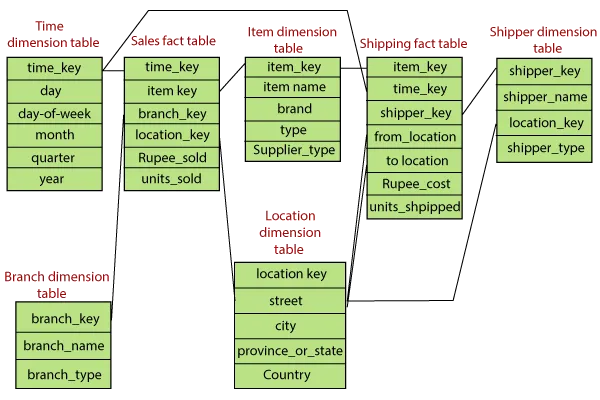 Time
dimension table
time_key
day
day-of-week
month
quarter
year
Sales fact table
time_key
item key
branch_key
location_key
Rupee_sold
units_sold
Item dimension
table
item_key
item name
brand
type
Supplier_type
Shipping fact table
item_key
time_key
shipper_key
from_location
to location
Rupee_cost
units_shpipped
Shipper dimension
table
shipper_key
shipper_name
location_key
shipper_type
Branch dimension
table
branch_key
branch_name
branch_type
Location
dimension
table
location key
street
city
province_or_state
Country